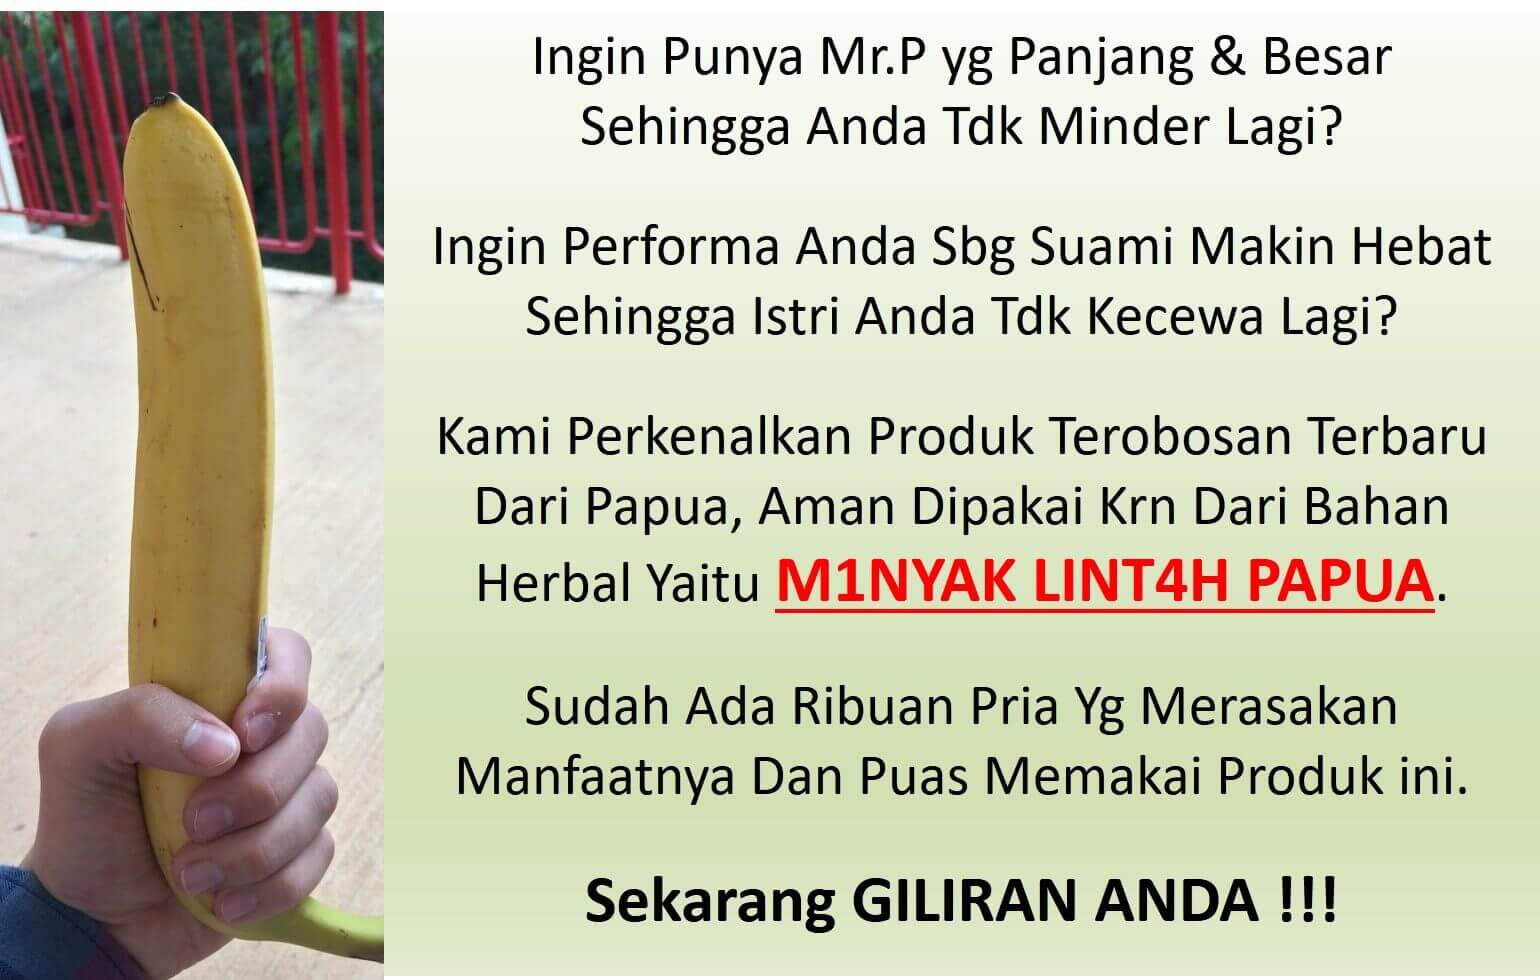 Ingin Punya Mr.P yg Panjang & Besar
Sehingga Anda Tdk Minder Lagi?
Ingin Performa Anda Sbg Suami Makin Hebat
Sehingga Istri Anda Tdk Kecewa Lagi?
Kami Perkenalkan Produk Terobosan Terbaru
Dari Papua, Aman Dipakai Krn Dari Bahan
Herbal Yaitu M1NYAK LINT4H PAPUA.
Sudah Ada Ribuan Pria Yg Merasakan
Manfaatnya Dan Puas Memakai Produk ini.
Sekarang GILIRAN ANDA !!!